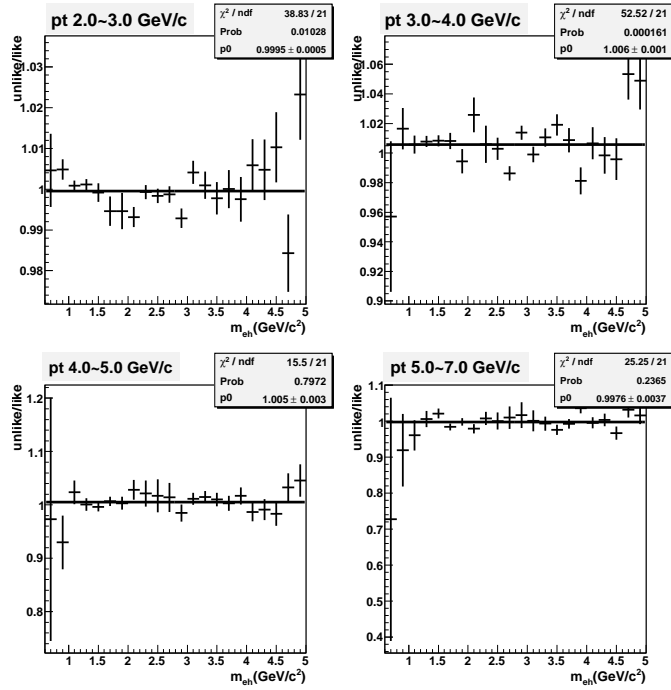 pt 2.0~3.0 GeV/c
χ² / ndf 38.83 / 21
Prob 0.01028
p0 0.9995 ± 0.0005
unlike/like
1.03
1.02
1.01
1
0.99
0.98
1 1.5 2 2.5 3 3.5 4 4.5 5
m_eh(GeV/c²)
pt 3.0~4.0 GeV/c
χ² / ndf 52.52 / 21
Prob 0.000161
p0 1.006 ± 0.001
unlike/like
1.06
1.04
1.02
1
0.98
0.96
0.94
0.92
0.9
1 1.5 2 2.5 3 3.5 4 4.5 5
m_eh(GeV/c²)
pt 4.0~5.0 GeV/c
χ² / ndf 15.5 / 21
Prob 0.7972
p0 1.005 ± 0.003
unlike/like
1.2
1.1
1
0.9
0.8
1 1.5 2 2.5 3 3.5 4 4.5 5
m_eh(GeV/c²)
pt 5.0~7.0 GeV/c
χ² / ndf 25.25 / 21
Prob 0.2365
p0 0.9976 ± 0.0037
unlike/like
1.1
1
0.9
0.8
0.7
0.6
0.5
0.4
1 1.5 2 2.5 3 3.5 4 4.5 5
m_eh(GeV/c²)